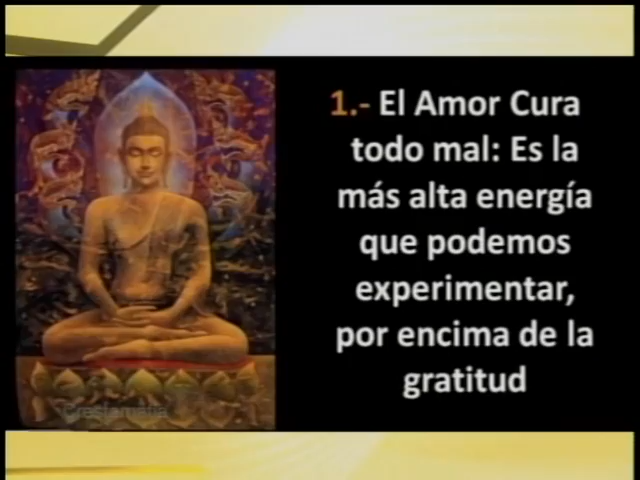 1.- El Amor Cura
todo mal: Es la
más alta energía
que podemos
experimentar,
por encima de la
gratitud